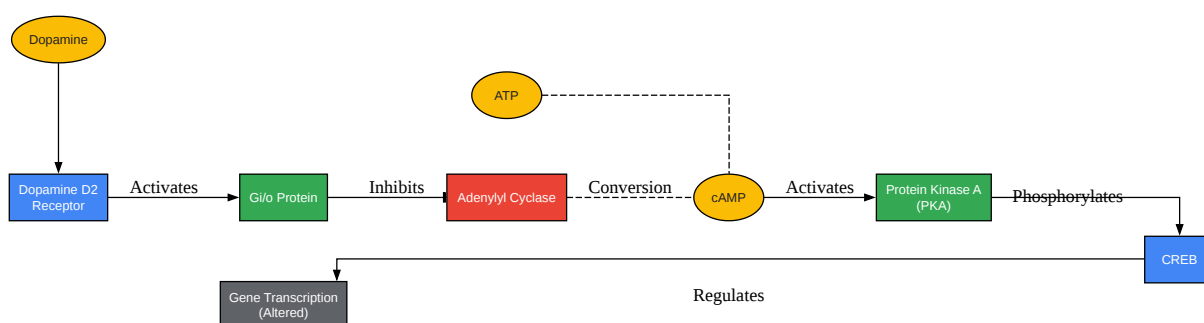 Dopamine
ATP
Dopamine D2
Receptor
Activates
Gi/o Protein
Inhibits
Adenylyl Cyclase
Conversion
cAMP
Activates
Protein Kinase A
(PKA)
Phosphorylates
CREB
Regulates
Gene Transcription
(Altered)